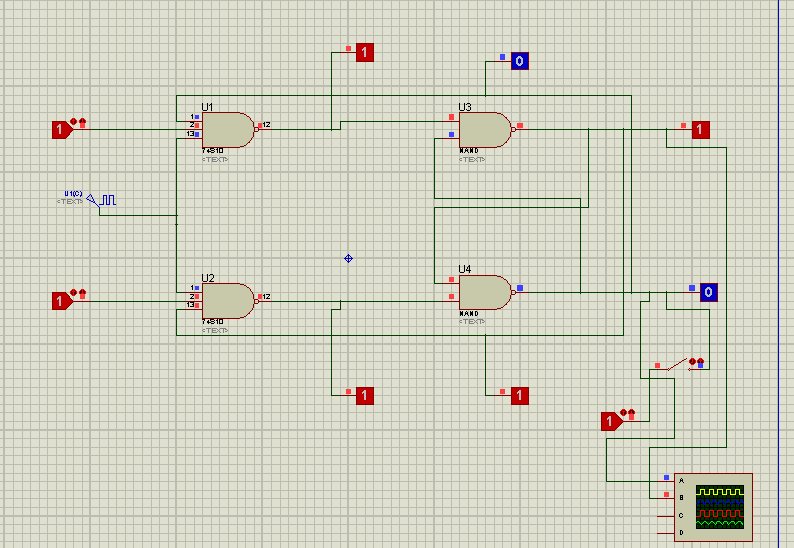 1
0
U1
U3
1
1
2
13
12
1
74S10
<TEXT>
NAND
<TEXT>
U1(C)
<TEXT>
U2
U4
1
1
2
13
12
0
74S10
<TEXT>
NAND
<TEXT>
1
1
1
A
B
C
D